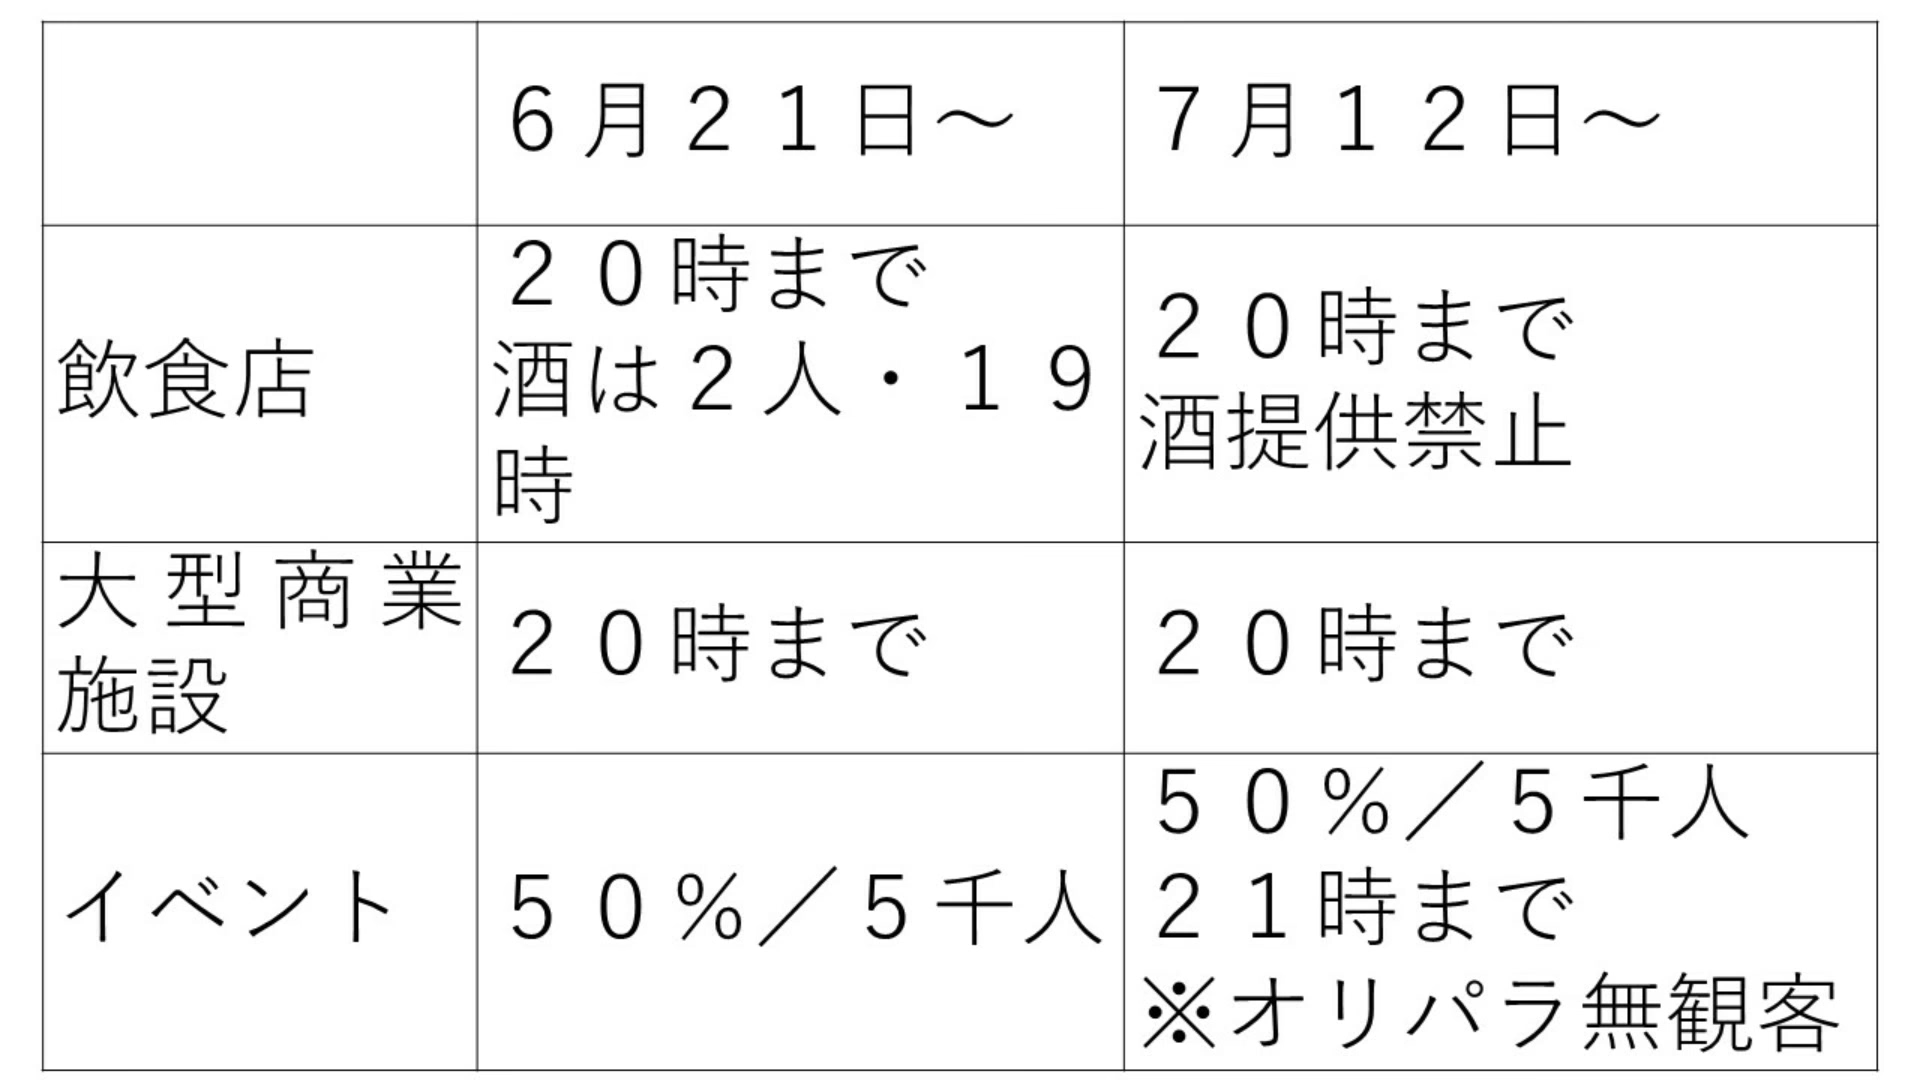 ６月２１日～
７月１２日～
飲食店
２０時まで
酒は２人・１９
時
２０時まで
酒提供禁止
大型商業
施設
２０時まで
２０時まで
イベント
５０％／５千人
５０％／５千人
２１時まで
※オリパラ無観客